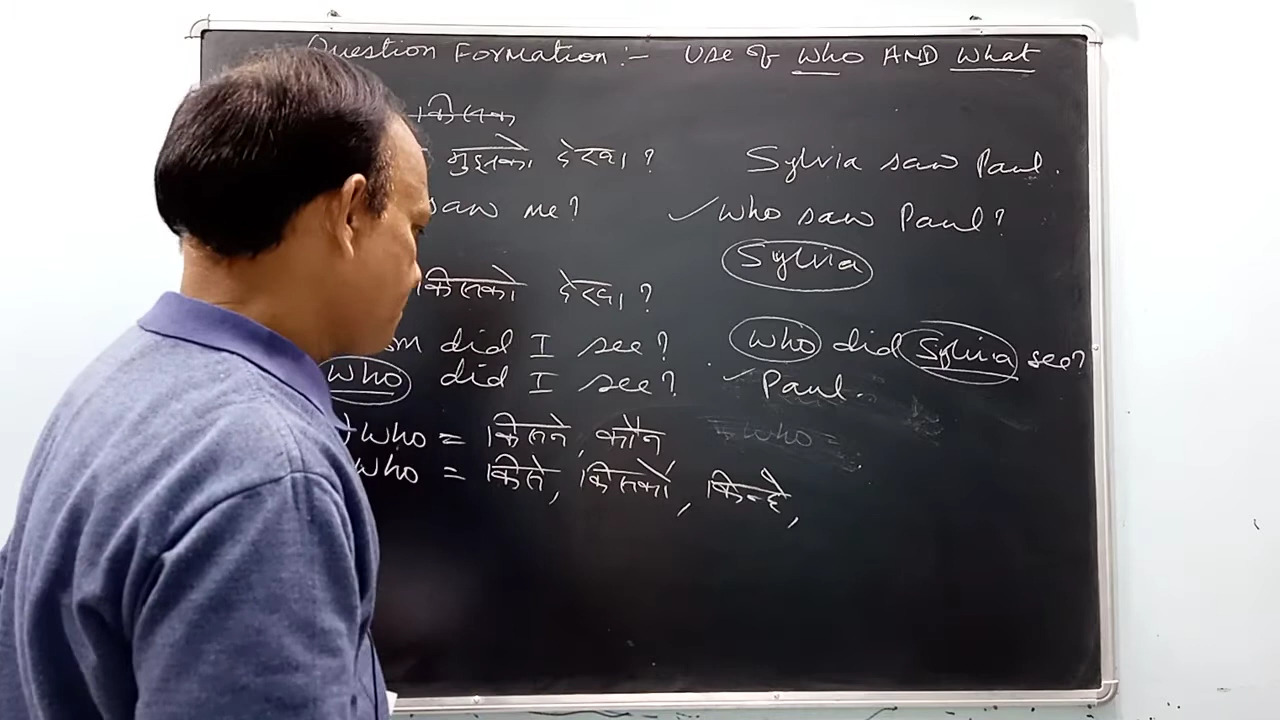 Question Formation :- Use of Who AND What
मुझको देखा ?
Sylvia saw Paul.
saw me?
✓ who saw Paul?
Sylvia
किसको देखा ?
did I see?
who did Sylvia see?
who did I see?
✓ Paul.
who = किसने, कौन
who =
who = किसे, किसको, किन्हे,